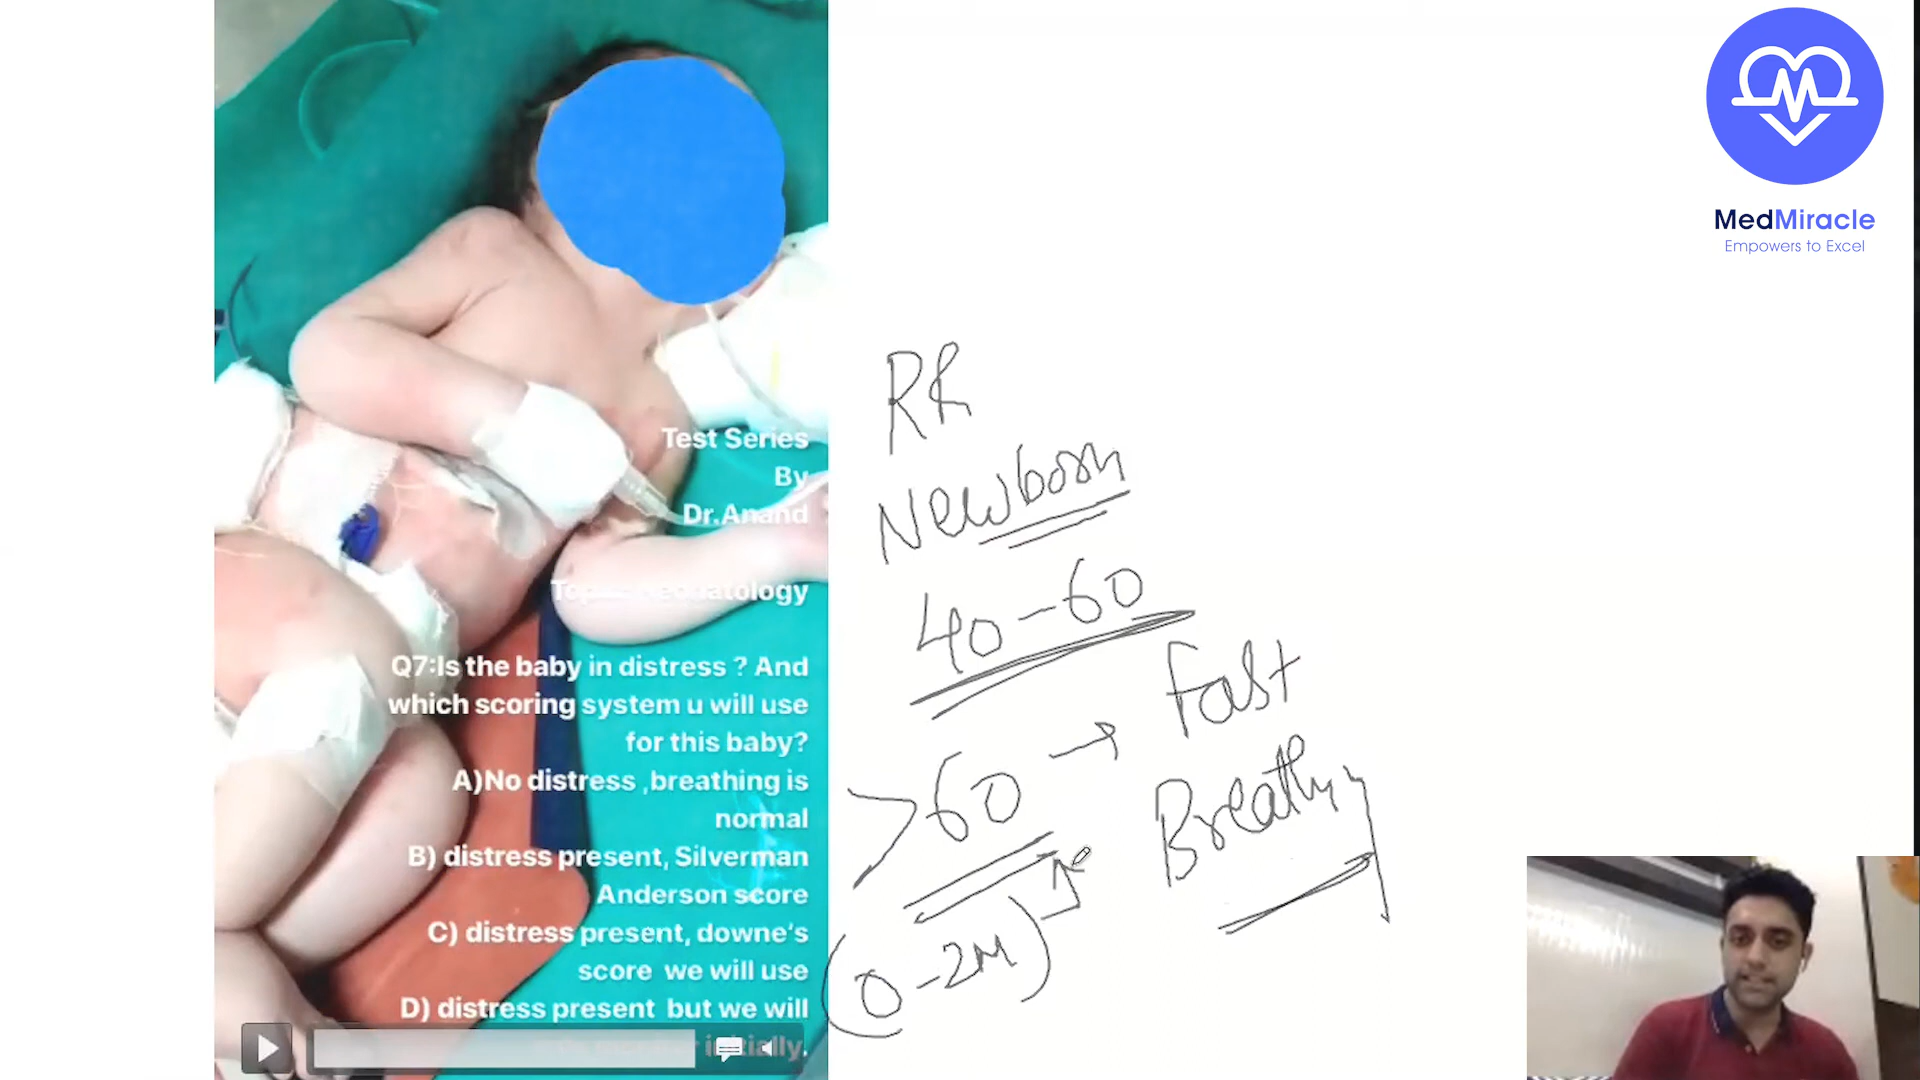 Test Series
By
Dr.Anand
Neonatology
Q7:Is the baby in distress ? And
which scoring system u will use
for this baby?
A)No distress ,breathing is
normal
B) distress present, Silverman
Anderson score
C) distress present, downe's
score we will use
D) distress present but we will
initially.
RR
Newborn
40-60
>60 → Fast
Breathing
(0-2M)
MedMiracle
Empowers to Excel